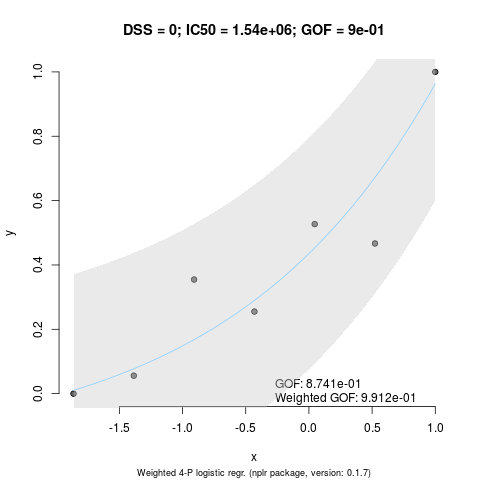 DSS = 0; IC50 = 1.54e+06; GOF = 9e-01
1.0
0.8
0.6
0.4
0.2
0.0
y
GOF: 8.741e-01
Weighted GOF: 9.912e-01
-1.5 -1.0 -0.5 0.0 0.5 1.0
x
Weighted 4-P logistic regr. (nplr package, version: 0.1.7)